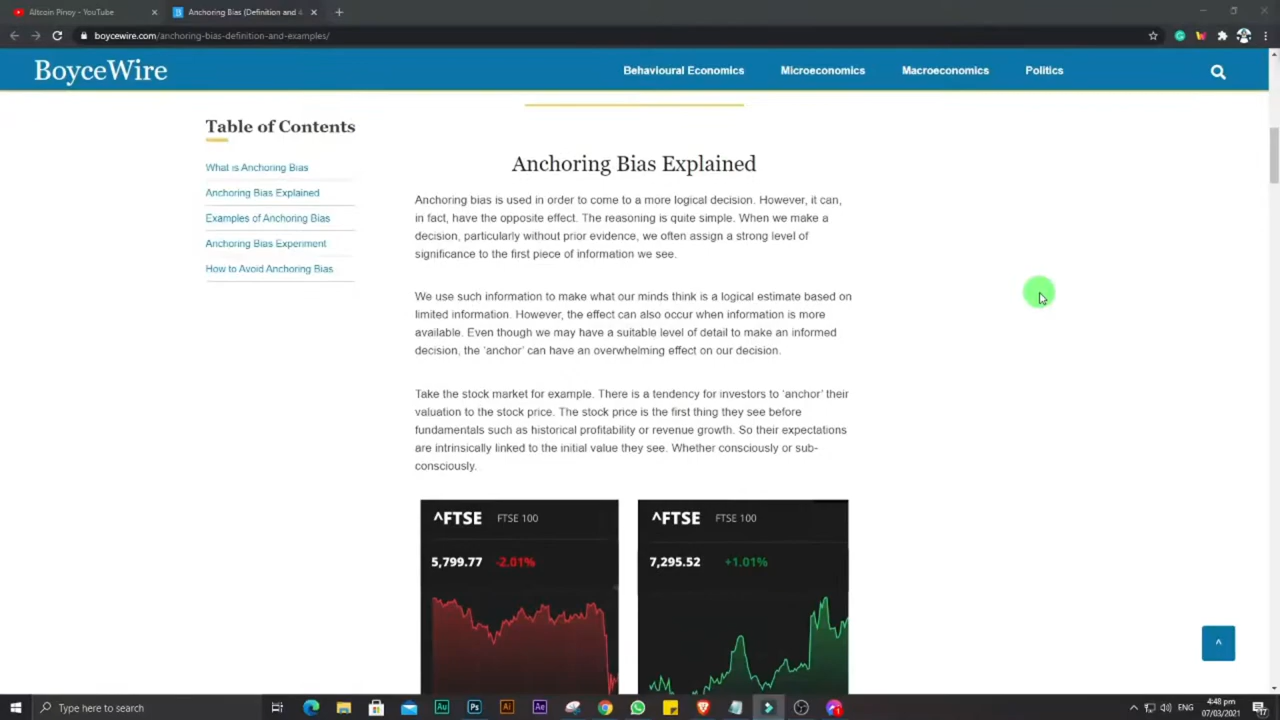 Altcoin Pinoy - YouTube
Anchoring Bias (Definition and 4
boycewire.com/anchoring-bias-definition-and-examples/
BoyceWire
Behavioural Economics
Microeconomics
Macroeconomics
Politics
Table of Contents
What is Anchoring Bias
Anchoring Bias Explained
Examples of Anchoring Bias
Anchoring Bias Experiment
How to Avoid Anchoring Bias
Anchoring Bias Explained
Anchoring bias is used in order to come to a more logical decision. However, it can,
in fact, have the opposite effect. The reasoning is quite simple. When we make a
decision, particularly without prior evidence, we often assign a strong level of
significance to the first piece of information we see.
We use such information to make what our minds think is a logical estimate based on
limited information. However, the effect can also occur when information is more
available. Even though we may have a suitable level of detail to make an informed
decision, the ‘anchor’ can have an overwhelming effect on our decision.
Take the stock market for example. There is a tendency for investors to ‘anchor’ their
valuation to the stock price. The stock price is the first thing they see before
fundamentals such as historical profitability or revenue growth. So their expectations
are intrinsically linked to the initial value they see. Whether consciously or sub-
consciously.
^FTSE FTSE 100
5,799.77 -2.01%
^FTSE FTSE 100
7,295.52 +1.01%
Type here to search
Au
Ps
Ai
Ae
ENG
4:48 pm
07/03/2021